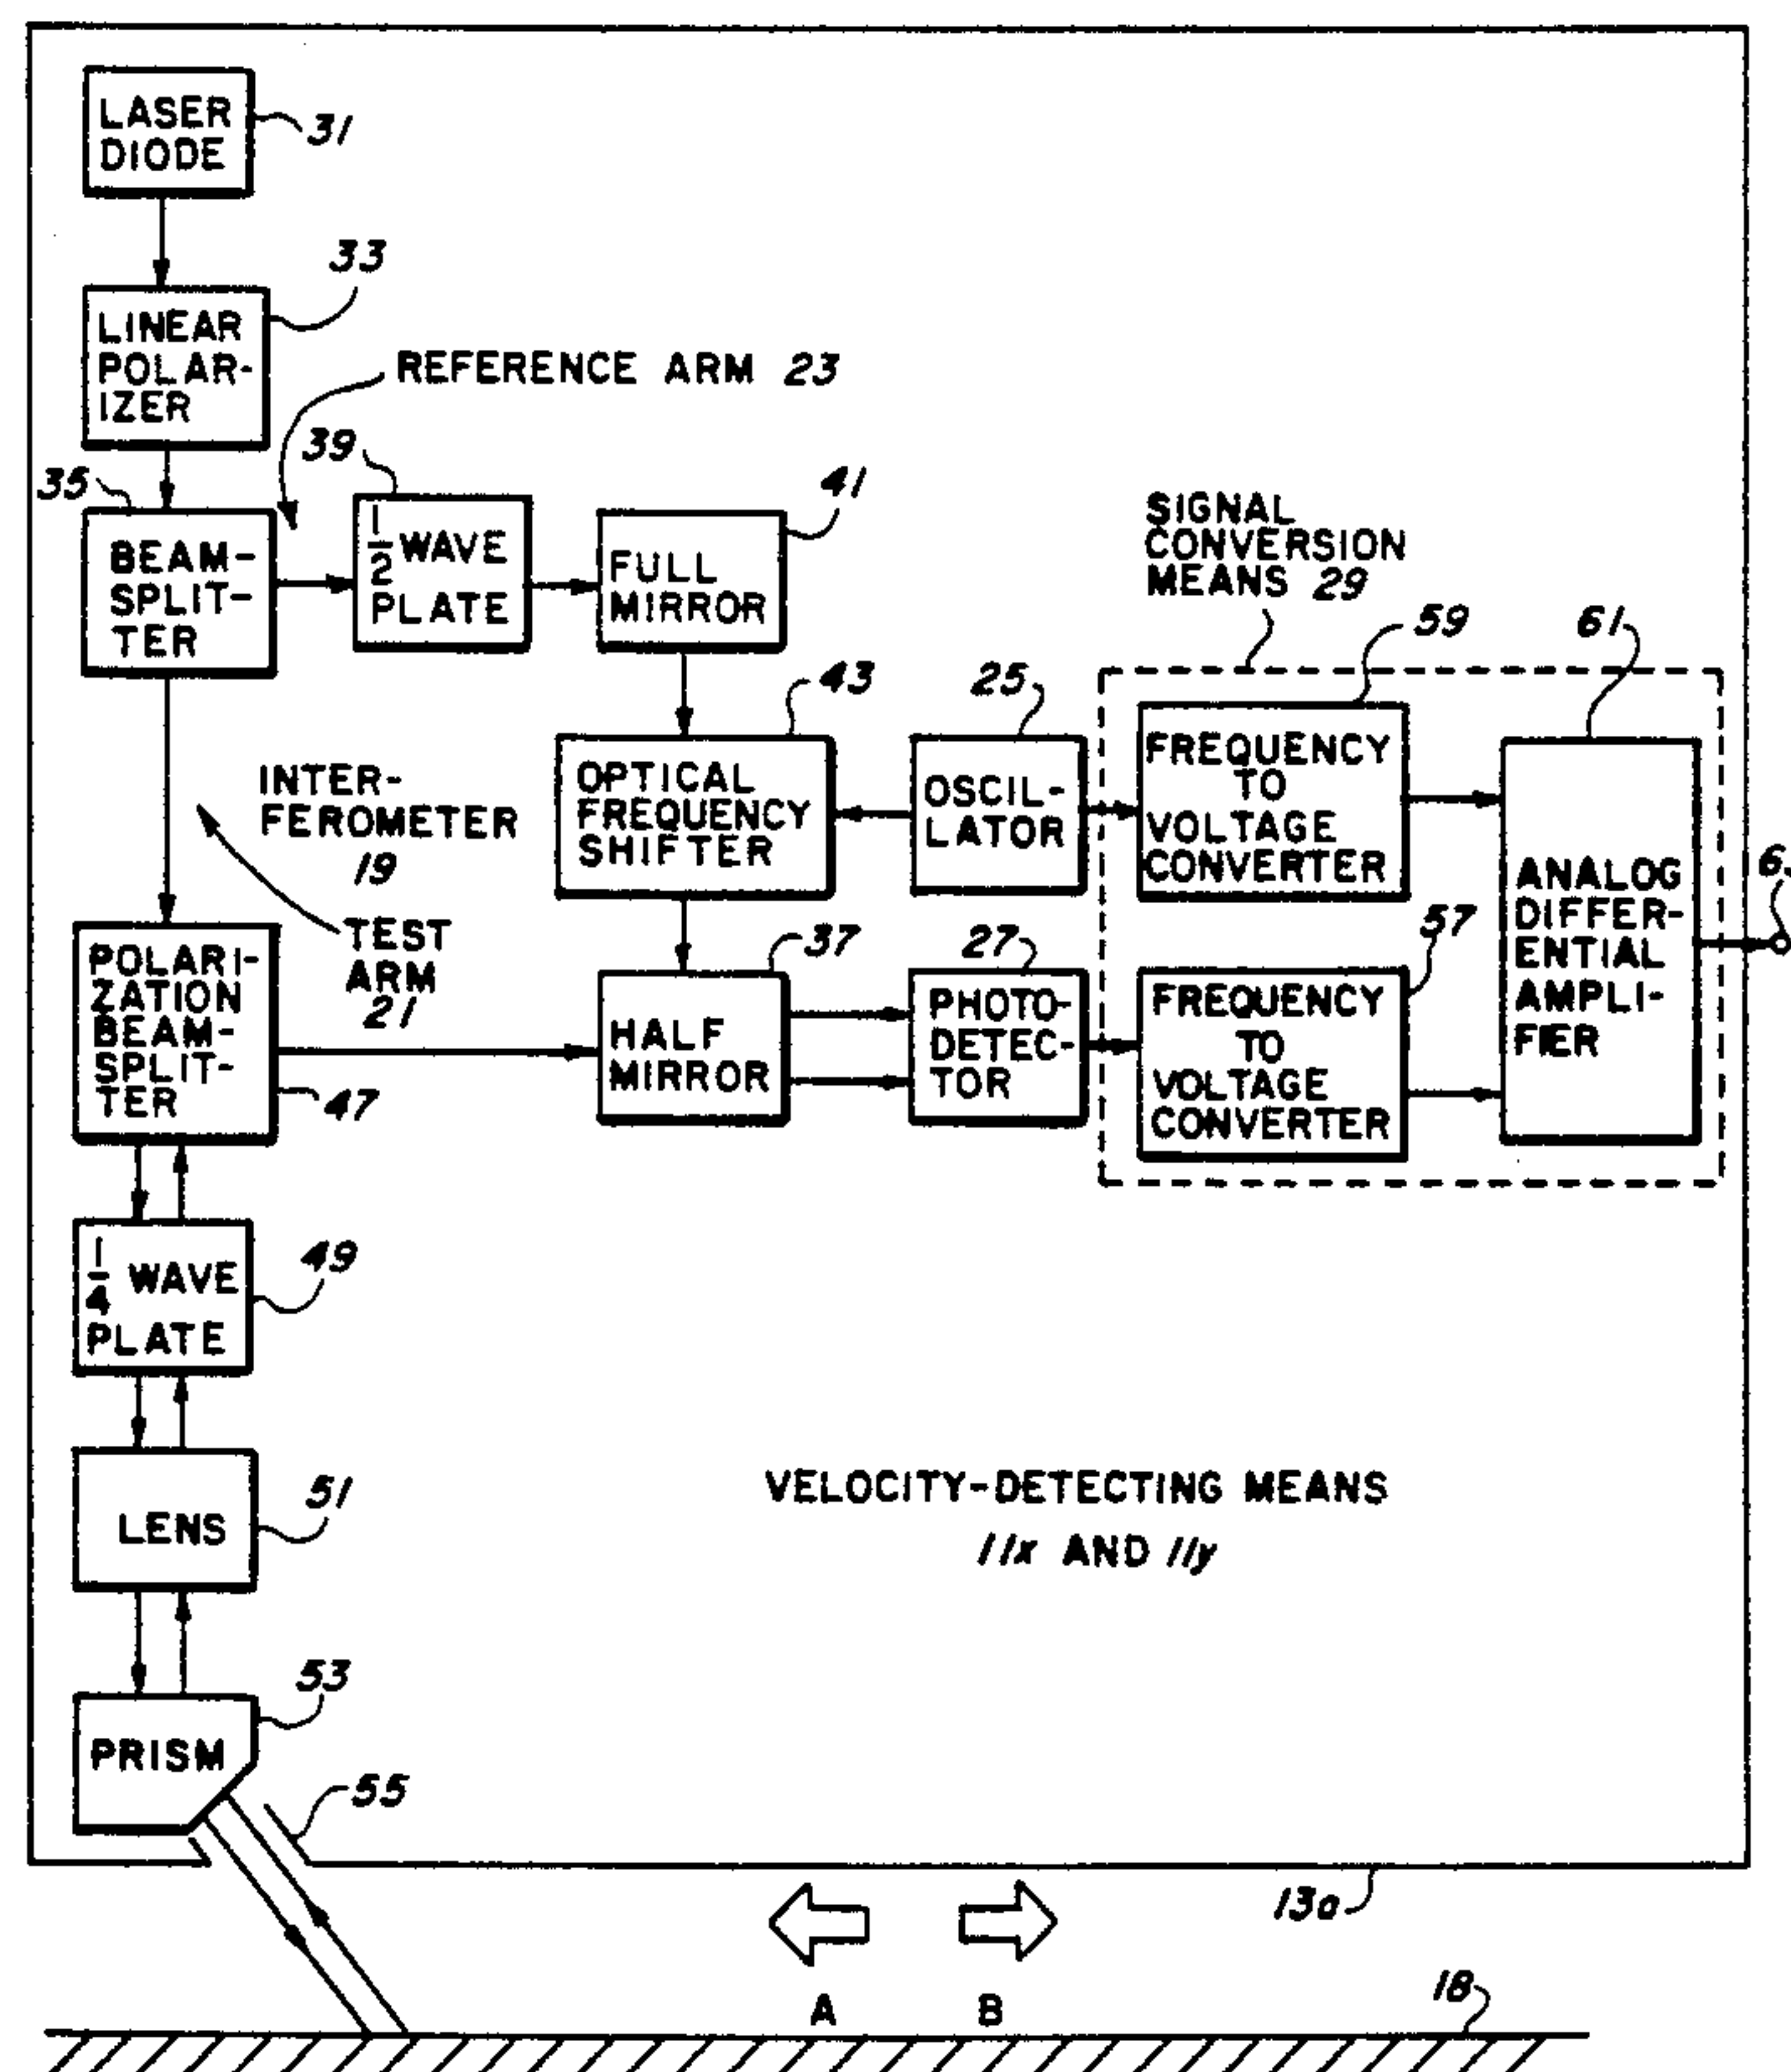 LASER
DIODE
31
33
LINEAR
POLAR-
IZER
REFERENCE ARM 23
35
39
41
BEAM-
SPLIT-
TER
1/2 WAVE
PLATE
FULL
MIRROR
SIGNAL
CONVERSION
MEANS 29
59
61
43
25
INTER-
FEROMETER
19
OPTICAL
FREQUENCY
SHIFTER
OSCIL-
LATOR
FREQUENCY
TO
VOLTAGE
CONVERTER
ANALOG
DIFFER-
ENTIAL
AMPLI-
FIER
TEST
ARM
21
37
27
57
POLARI-
ZATION
BEAM-
SPLIT-
TER
47
HALF
MIRROR
PHOTO-
DETEC-
TOR
FREQUENCY
TO
VOLTAGE
CONVERTER
1/4 WAVE
PLATE
49
LENS
51
VELOCITY-DETECTING MEANS
11x AND 11y
PRISM
53
55
13a
A B
18